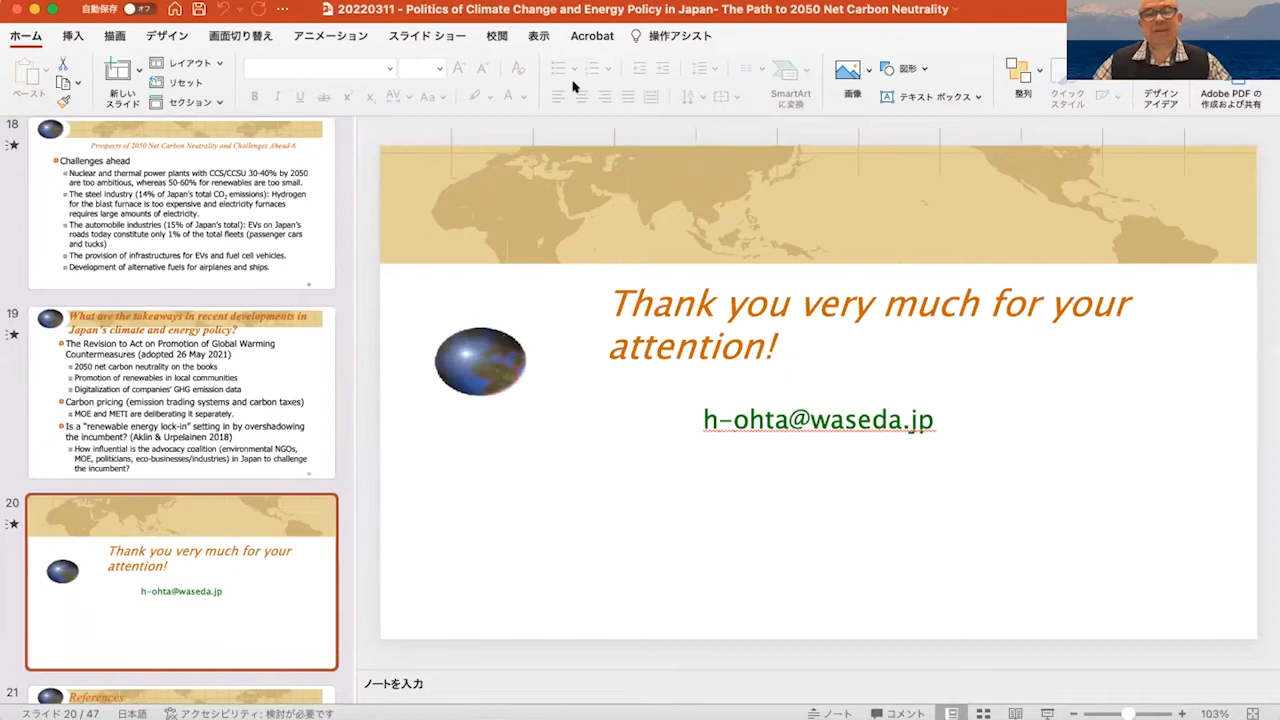 自動保存 オフ
20220311 - Politics of Climate Change and Energy Policy in Japan- The Path to 2050 Net Carbon Neutrality
ホーム 挿入 描画 デザイン 画面切り替え アニメーション スライド ショー 校閲 表示 Acrobat 操作アシスト
ペースト
新しい
スライド
レイアウト
リセット
セクション
B I U ab x x AV Aa A
SmartArt
に変換
画像
図形
テキスト ボックス
整列
クイック
スタイル
デザイン
アイデア
Adobe PDF の
作成および共有
18
Prospects of 2050 Net Carbon Neutrality and Challenges Ahead-6
Challenges ahead
Nuclear and thermal power plants with CCS/CCSU 30-40% by 2050
are too ambitious, whereas 50-60% for renewables are too small.
The steel industry (14% of Japan's total CO2 emissions): Hydrogen
for the blast furnace is too expensive and electricity furnaces
requires large amounts of electricity.
The automobile industries (15% of Japan's total): EVs on Japan's
roads today constitute only 1% of the total fleets (passenger cars
and tucks)
The provision of infrastructures for EVs and fuel cell vehicles.
Development of alternative fuels for airplanes and ships.
19
What are the takeaways in recent developments in
Japan's climate and energy policy?
The Revision to Act on Promotion of Global Warming
Countermeasures (adopted 26 May 2021)
2050 net carbon neutrality on the books
Promotion of renewables in local communities
Digitalization of companies' GHG emission data
Carbon pricing (emission trading systems and carbon taxes)
MOE and METI are deliberating it separately.
Is a "renewable energy lock-in" setting in by overshadowing
the incumbent? (Aklin & Urpelainen 2018)
How influential is the advocacy coalition (environmental NGOs,
MOE, politicians, eco-businesses/industries) in Japan to challenge
the incumbent?
20
Thank you very much for your
attention!
h-ohta@waseda.jp
21
References
Thank you very much for your
attention!
h-ohta@waseda.jp
ノートを入力
スライド 20 / 47 日本語 アクセシビリティ: 検討が必要です ノート コメント 103%